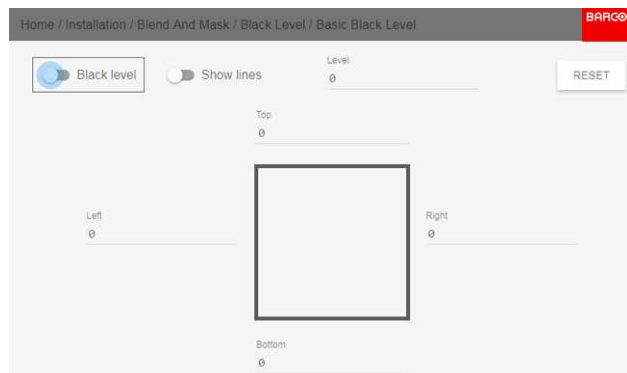 Home / Installation / Blend And Mask / Black Level / Basic Black Level
BARCO
Black level
Show lines
Level
0
RESET
Top
0
Left
0
Right
0
Bottom
0